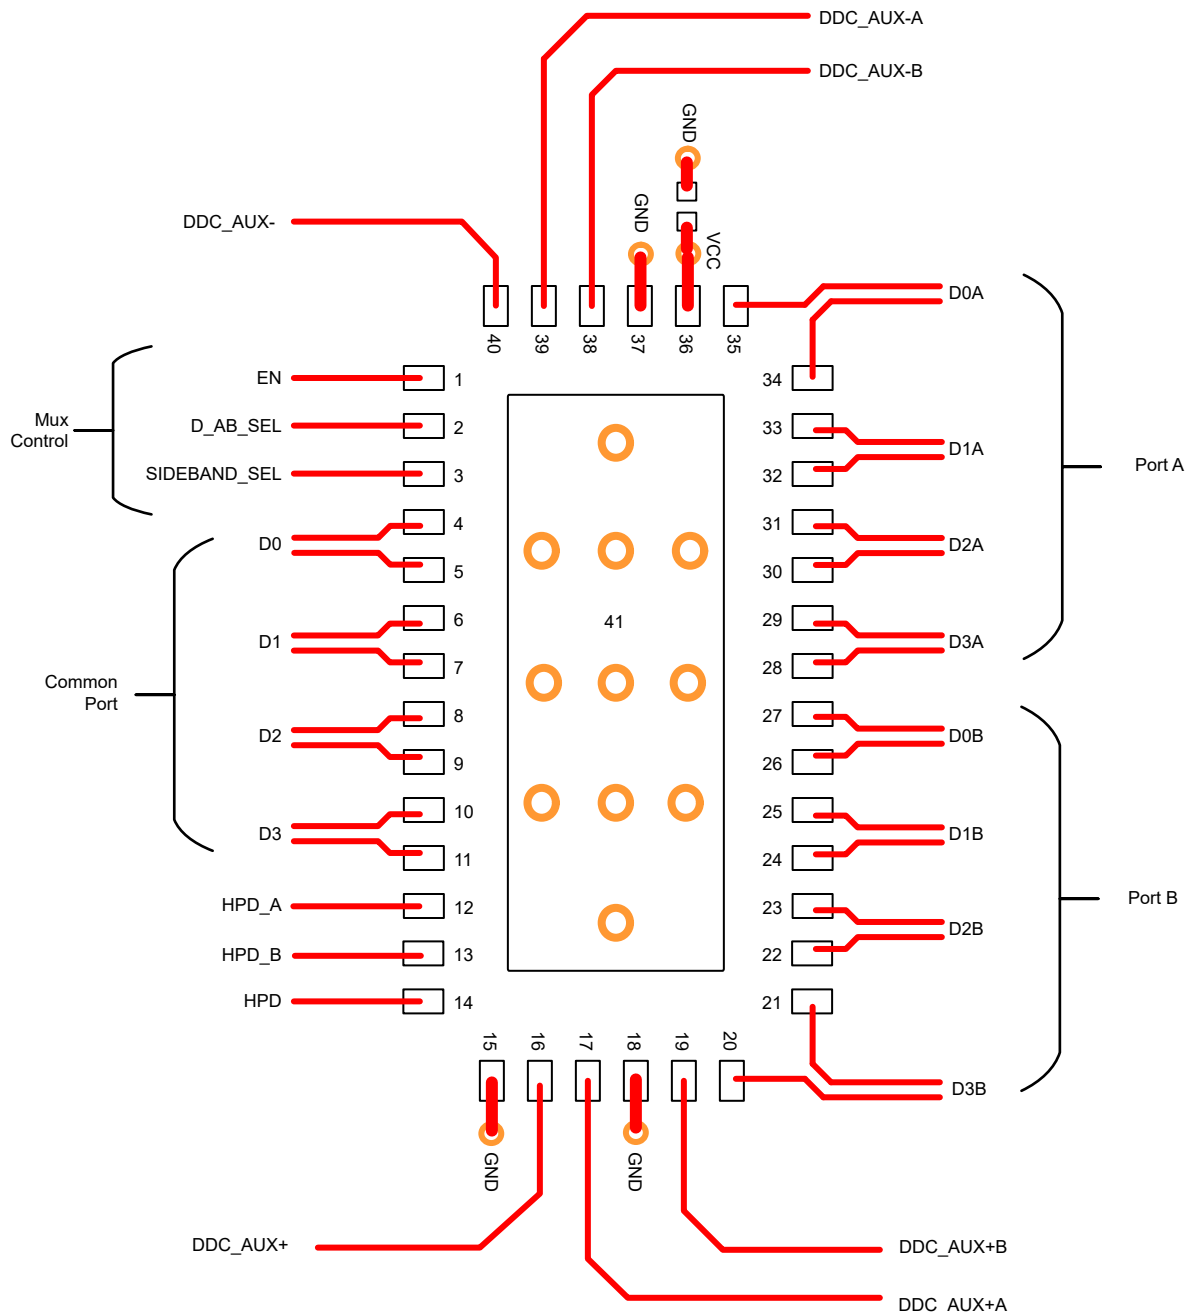 DDC_AUX-A
DDC_AUX-B
GND
GND
VCC
DDC_AUX-
40
39
38
37
36
35
D0A
EN
1
34
D_AB_SEL
2
33
D1A
Mux
Control
SIDEBAND_SEL
3
32
Port A
D0
4
31
D2A
5
30
D1
6
41
29
D3A
7
28
Common
Port
D2
8
27
D0B
9
26
D3
10
25
D1B
11
24
HPD_A
12
23
D2B
Port B
HPD_B
13
22
HPD
14
21
15
16
17
18
19
20
D3B
GND
GND
DDC_AUX+
DDC_AUX+B
DDC_AUX+A